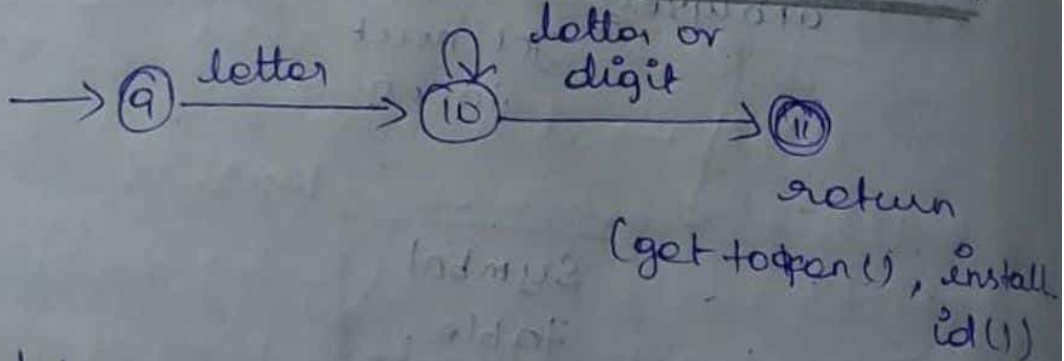 letter
letter or
digit
9
10
11
return
(get token(), install
id())